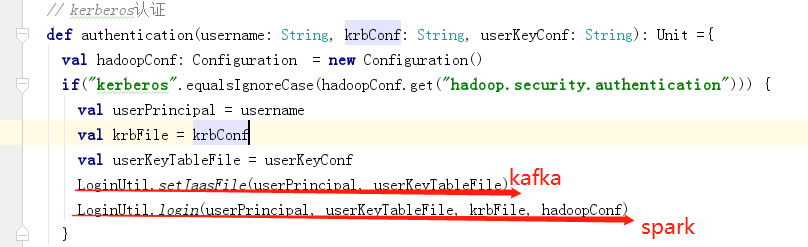 // kerberos认证
def authentication(username: String, krbConf: String, userKeyConf: String): Unit ={
val hadoopConf: Configuration = new Configuration()
if("kerberos".equalsIgnoreCase(hadoopConf.get("hadoop.security.authentication"))) {
val userPrincipal = username
val krbFile = krbConf
val userKeyTableFile = userKeyConf
LoginUtil.setJaasFile(userPrincipal, userKeyTableFile) kafka
LoginUtil.login(userPrincipal, userKeyTableFile, krbFile, hadoopConf) spark
}